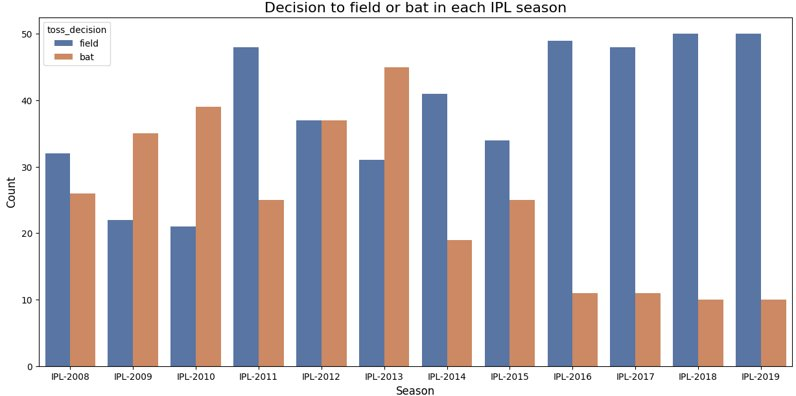 Decision to field or bat in each IPL season
toss_decision
field
bat
Count
50
40
30
20
10
0
IPL-2008 IPL-2009 IPL-2010 IPL-2011 IPL-2012 IPL-2013 IPL-2014 IPL-2015 IPL-2016 IPL-2017 IPL-2018 IPL-2019
Season